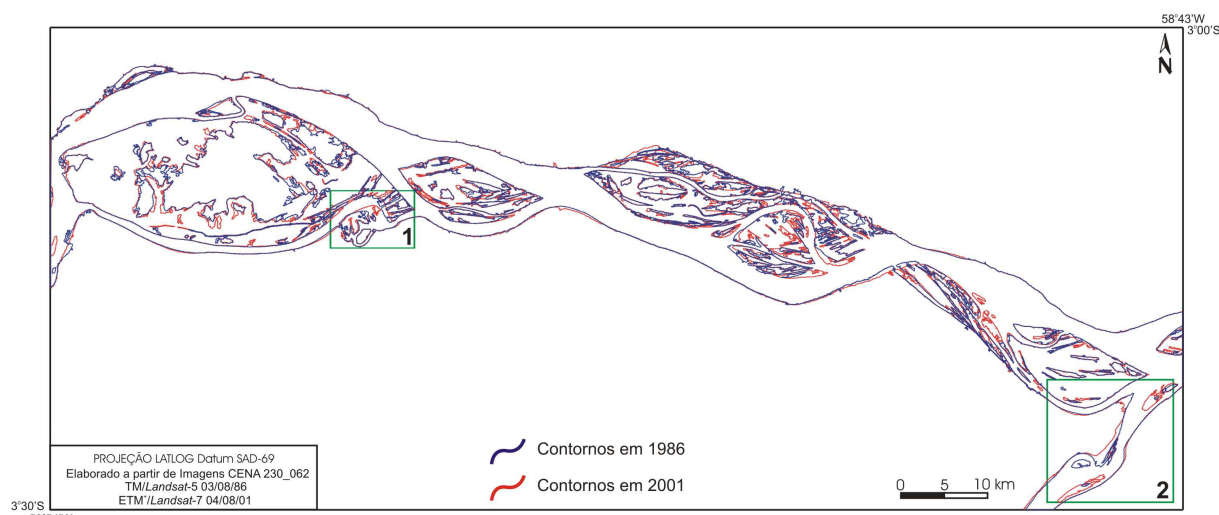 58°43'W
3°00'S
N
1
PROJEÇÃO LATLOG Datum SAD-69
Elaborado a partir de Imagens CENA 230_062
TM/Landsat-5 03/08/86
ETM+/Landsat-7 04/08/01
Contornos em 1986
Contornos em 2001
0 5 10 km
2
3°30'S